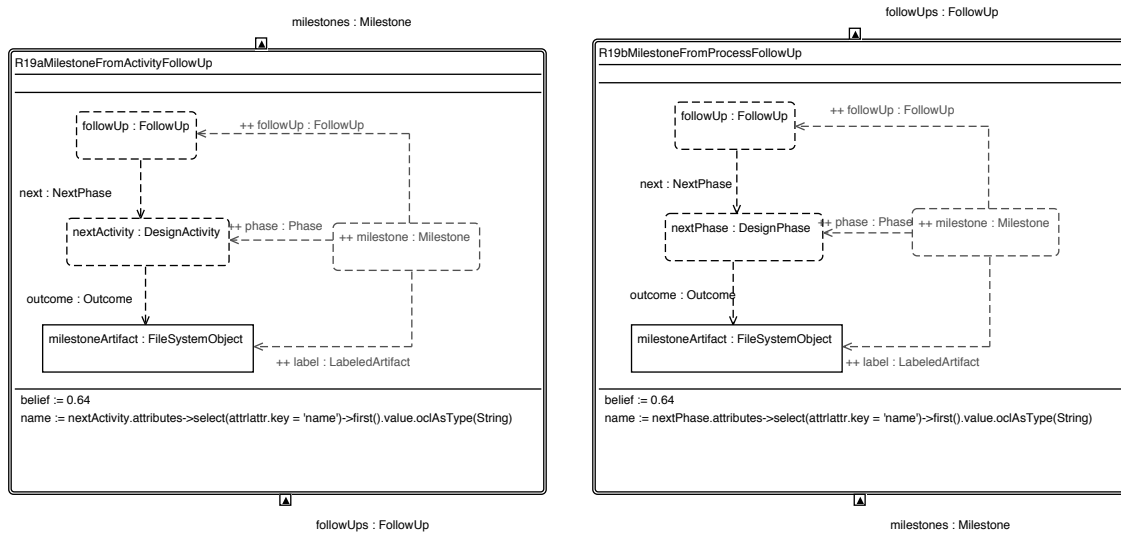 milestones : Milestone
R19aMilestoneFromActivityFollowUp
followUp : FollowUp
++ followUp : FollowUp
next : NextPhase
nextActivity : DesignActivity
++ phase : Phase
++ milestone : Milestone
outcome : Outcome
milestoneArtifact : FileSystemObject
++ label : LabeledArtifact
belief := 0.64
name := nextActivity.attributes->select(attr|attr.key = 'name')->first().value.oclAsType(String)
followUps : FollowUp
followUps : FollowUp
R19bMilestoneFromProcessFollowUp
followUp : FollowUp
++ followUp : FollowUp
next : NextPhase
nextPhase : DesignPhase
++ phase : Phase
++ milestone : Milestone
outcome : Outcome
milestoneArtifact : FileSystemObject
++ label : LabeledArtifact
belief := 0.64
name := nextPhase.attributes->select(attr|attr.key = 'name')->first().value.oclAsType(String)
milestones : Milestone